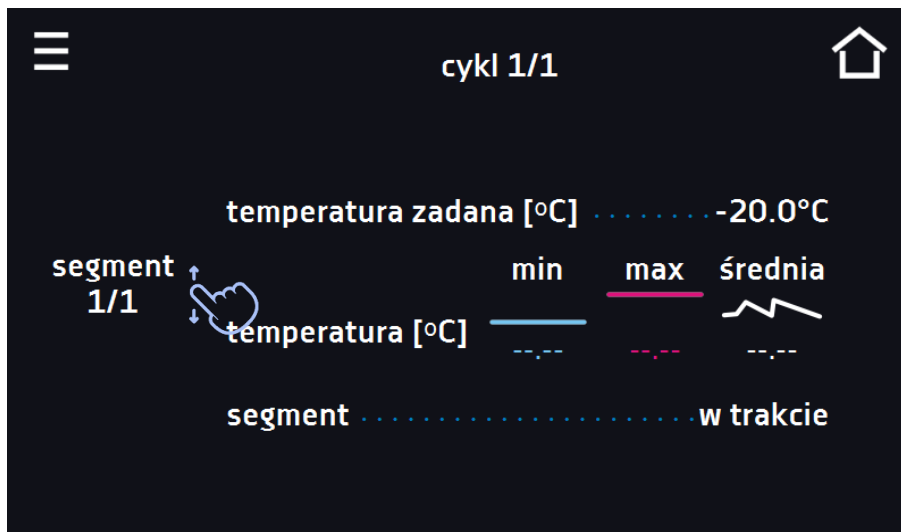 cykl 1/1
temperatura zadana [°C] ........ -20.0°C
segment
1/1
min max średnia
temperatura [°C]
--.-- --.-- --.--
segment ....................... w trakcie